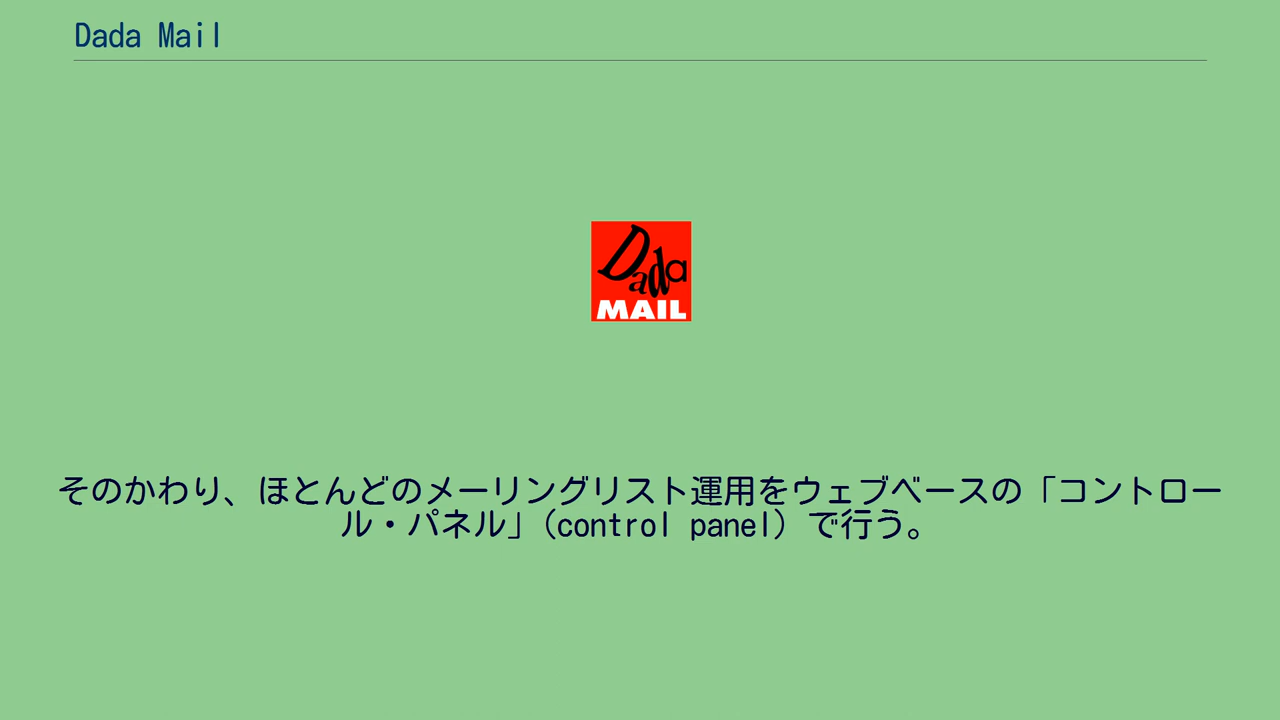 Dada Mail
Dada
MAIL
そのかわり、ほとんどのメーリングリスト運用をウェブベースの「コントロー
ル・パネル」(control panel) で行う。